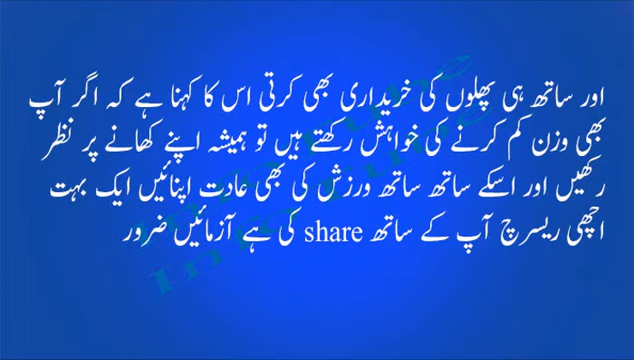 اور ساتھ ہی پھلوں کی خریداری بھی کرتی اس کا کہنا ہے کہ اگر آپ
بھی وزن کم کرنے کی خواہش رکھتے ہیں تو ہمیشہ اپنے کھانے پر نظر
رکھیں اور اسکے ساتھ ساتھ ورزش کی بھی عادت اپنائیں ایک بہت
اچھی ریسرچ آپ کے ساتھ share کی ہے آزمائیں ضرور